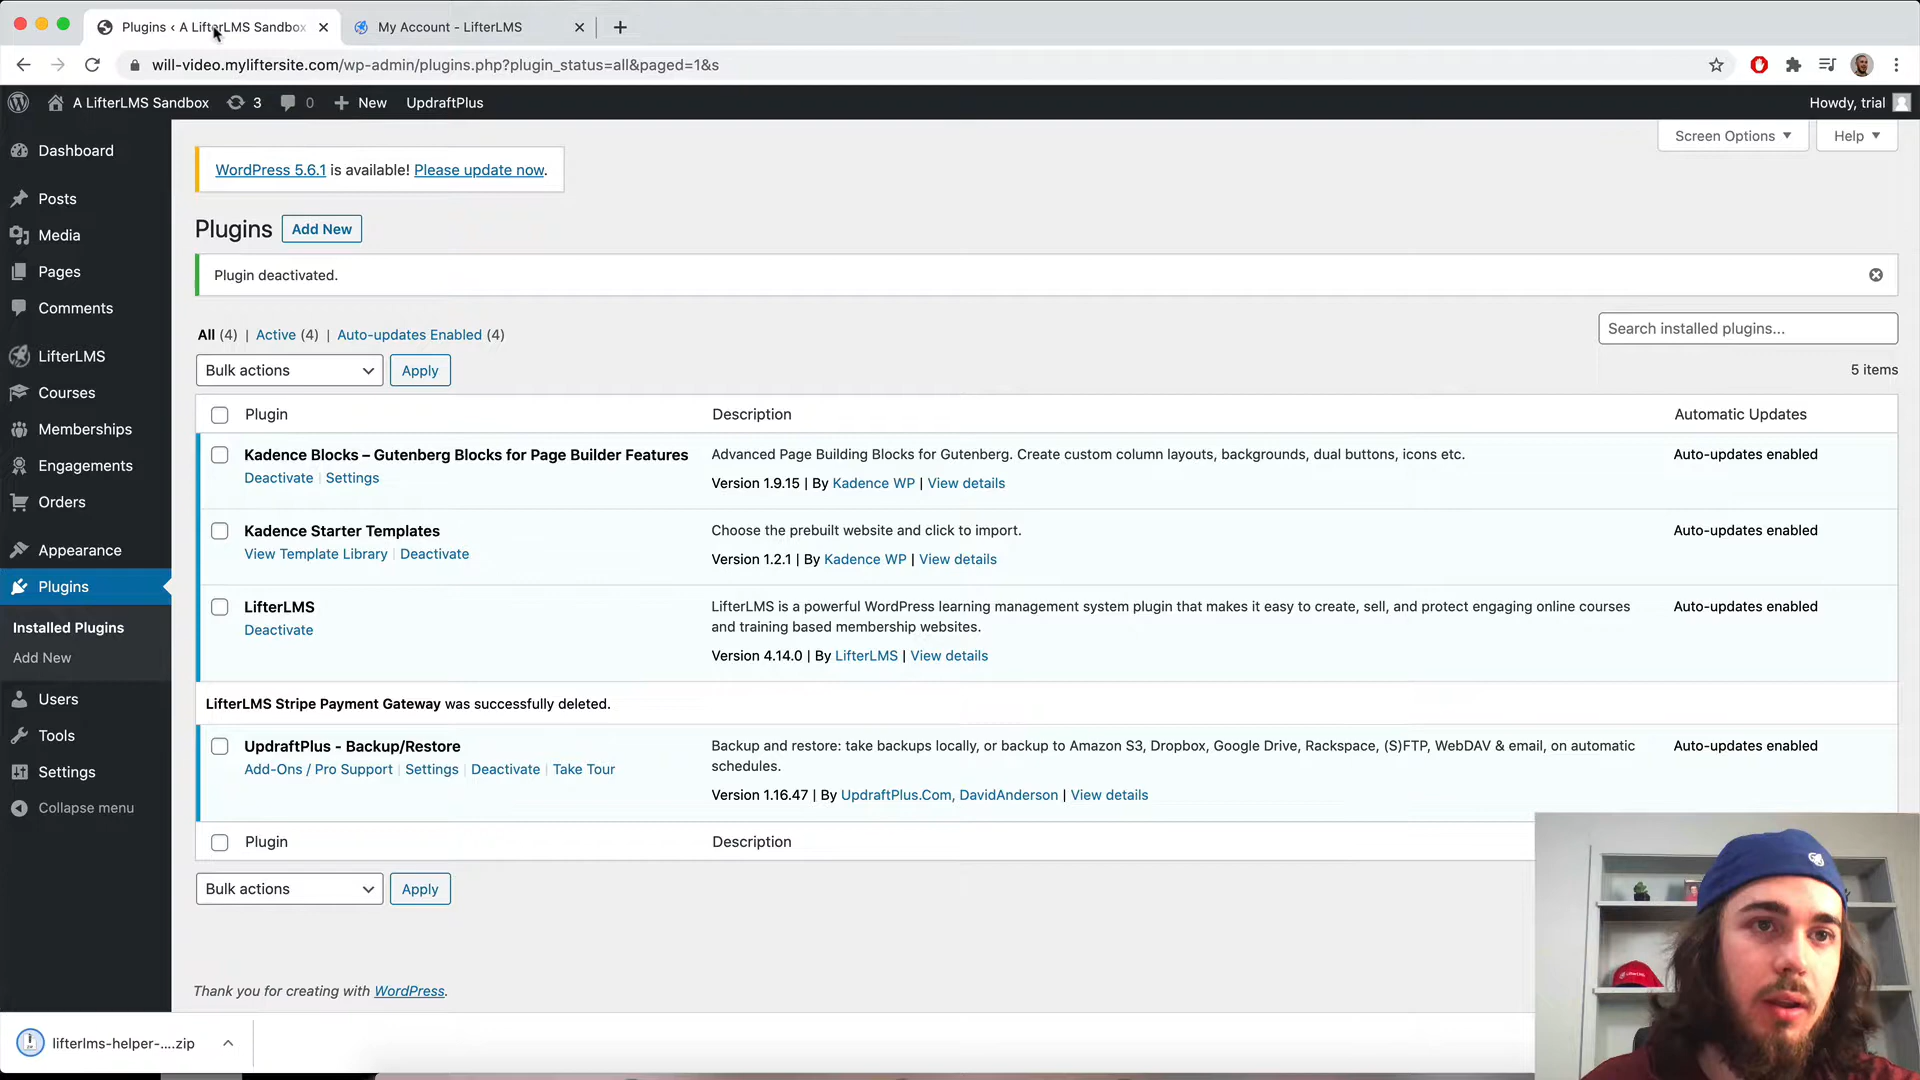 Plugins ‹ A LifterLMS Sandbox
My Account - LifterLMS
will-video.myliftersite.com/wp-admin/plugins.php?plugin_status=all&paged=1&s
A LifterLMS Sandbox 3 0 New UpdraftPlus Howdy, trial
Screen Options Help
Dashboard
Posts
Media
Pages
Comments
LifterLMS
Courses
Memberships
Engagements
Orders
Appearance
Plugins
Installed Plugins
Add New
Users
Tools
Settings
Collapse menu
WordPress 5.6.1 is available! Please update now.
Plugins Add New
Plugin deactivated.
All (4) | Active (4) | Auto-updates Enabled (4)
Search installed plugins...
Bulk actions Apply
5 items
Plugin Description Automatic Updates
Kadence Blocks – Gutenberg Blocks for Page Builder Features
Deactivate | Settings
Advanced Page Building Blocks for Gutenberg. Create custom column layouts, backgrounds, dual buttons, icons etc.
Version 1.9.15 | By Kadence WP | View details
Auto-updates enabled
Kadence Starter Templates
View Template Library | Deactivate
Choose the prebuilt website and click to import.
Version 1.2.1 | By Kadence WP | View details
Auto-updates enabled
LifterLMS
Deactivate
LifterLMS is a powerful WordPress learning management system plugin that makes it easy to create, sell, and protect engaging online courses
and training based membership websites.
Version 4.14.0 | By LifterLMS | View details
Auto-updates enabled
LifterLMS Stripe Payment Gateway was successfully deleted.
UpdraftPlus - Backup/Restore
Add-Ons / Pro Support | Settings | Deactivate | Take Tour
Backup and restore: take backups locally, or backup to Amazon S3, Dropbox, Google Drive, Rackspace, (S)FTP, WebDAV & email, on automatic
schedules.
Version 1.16.47 | By UpdraftPlus.Com, DavidAnderson | View details
Auto-updates enabled
Plugin Description
Bulk actions Apply
Thank you for creating with WordPress.
lifterlms-helper-....zip